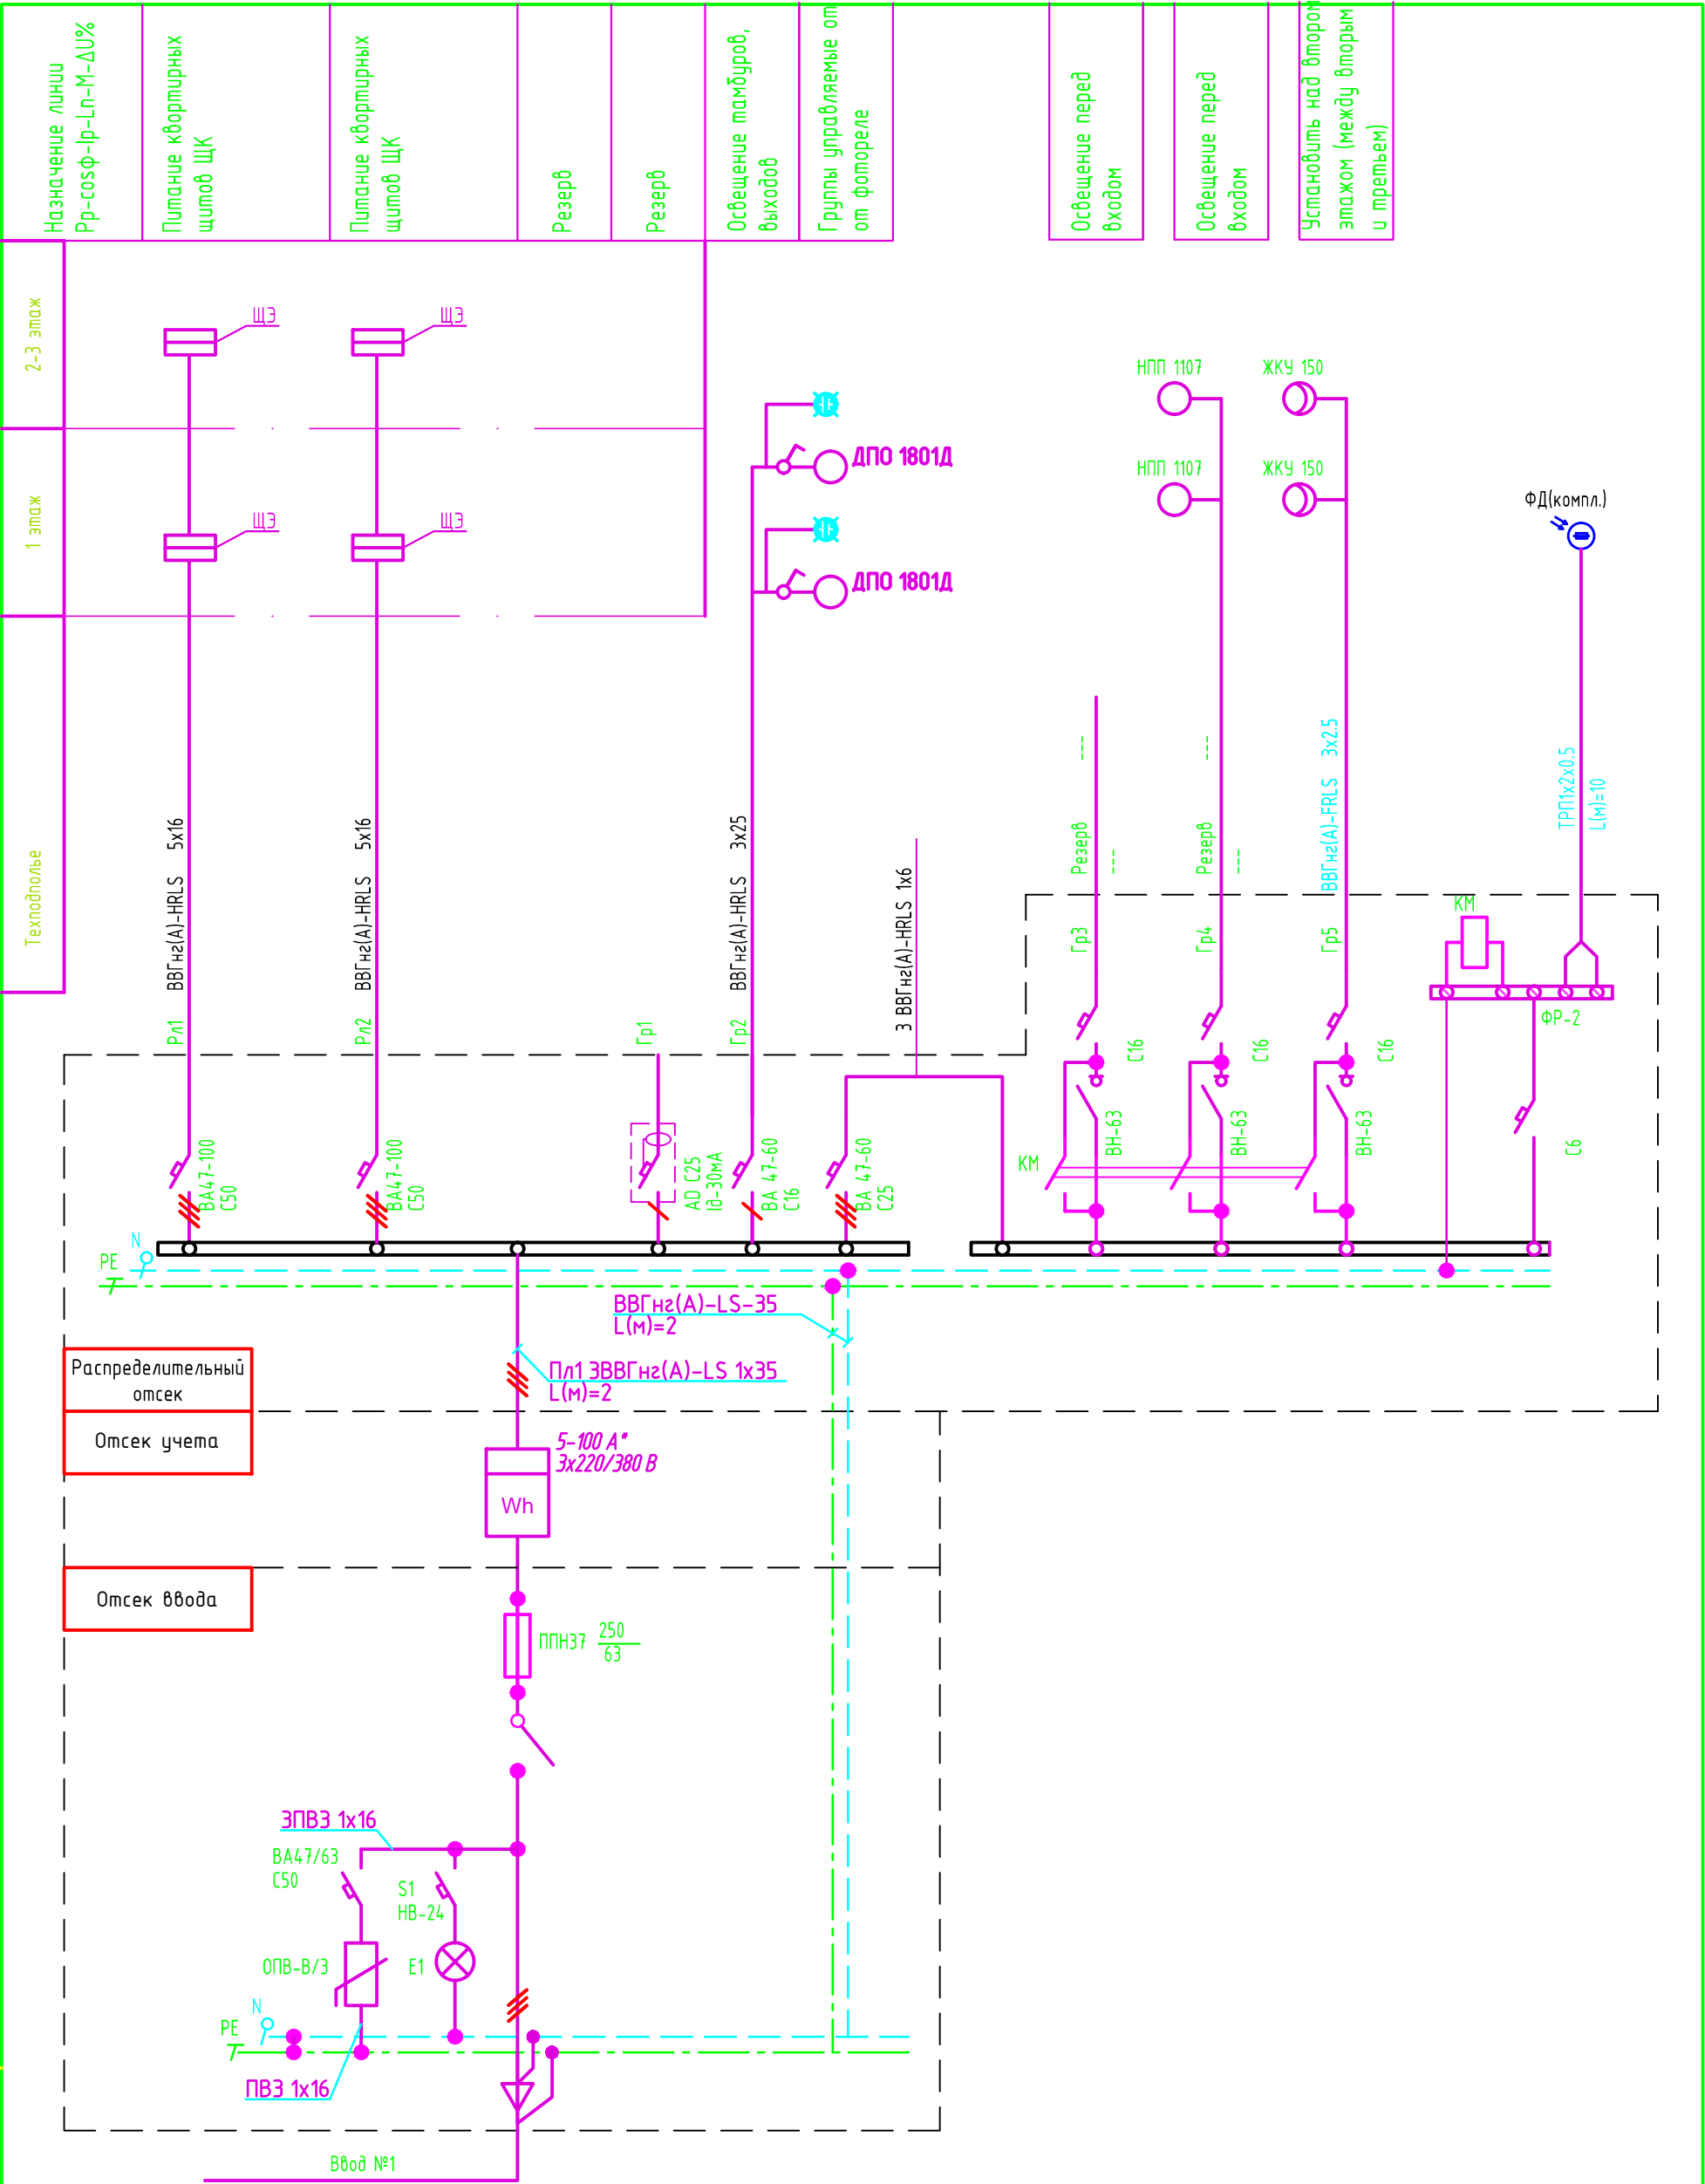 Назначение линии
Рр-cosф-Iр-Ln-М-ΔU%
Питание квортирных
щитов ЩК
Питание квортирных
щитов ЩК
Резерв
Резерв
Освещение тамбуров,
выходов
Группы управляемые от
от фотореле
Освещение перед
входом
Освещение перед
входом
Установить над втором
этажом (между вторым
и третьем)
2-3 этаж
1 этаж
Техподполье
ЩЭ
ЩЭ
ЩЭ
ЩЭ
ДПО 1801Д
ДПО 1801Д
НПП 1107
ЖКУ 150
НПП 1107
ЖКУ 150
ФД(компл.)
ВВГнг(А)-HRLS 5х16
ВВГнг(А)-HRLS 5х16
ВВГнг(А)-HRLS 3х25
3 ВВГнг(А)-HRLS 1х6
Резерв ---
---
Резерв ---
---
ВВГнг(А)-FRLS 3х2.5
ТРП1х2х0.5
L(м)=10
Рл1
Рл2
Гр1
Гр2
Гр3
Гр4
Гр5
КМ
ФР-2
ВА47-100
С50
ВА47-100
С50
АD С25
Iд-30мА
ВА 47-60
С16
ВА 47-60
С25
С16
ВН-63
С16
ВН-63
С16
ВН-63
С6
КМ
N
PE
ВВГнг(А)-LS-35
L(м)=2
Пл1 3ВВГнг(А)-LS 1х35
L(м)=2
Распределительный
отсек
Отсек учета
5-100 А"
3х220/380 В
Wh
Отсек ввода
ППН37 250
63
3ПВ3 1х16
ВА47/63
С50
S1
НВ-24
ОПВ-В/3
Е1
N
PE
ПВ3 1х16
Ввод №1